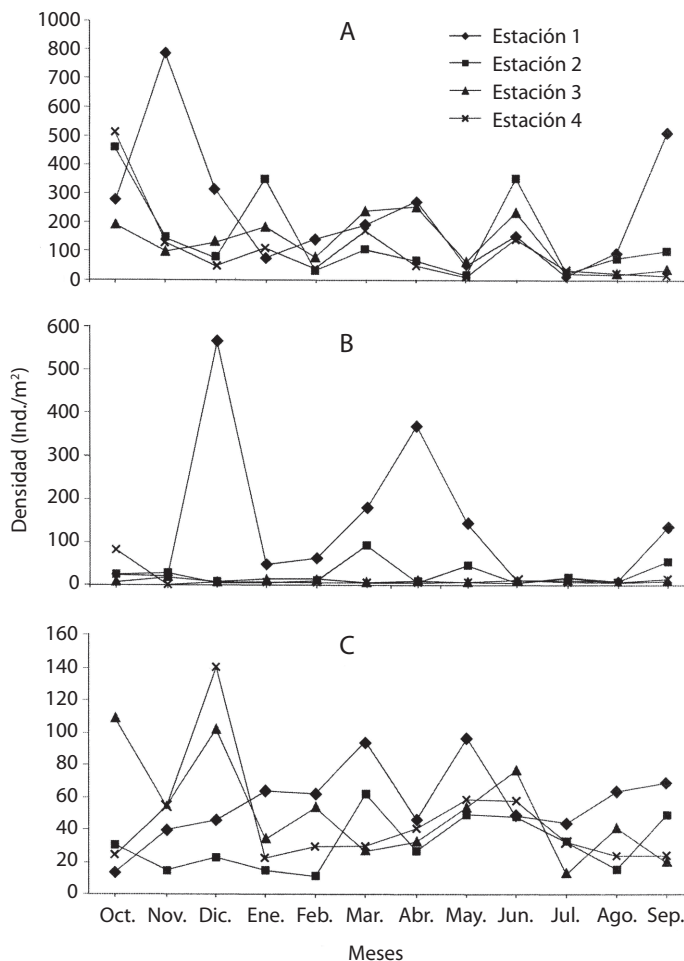 A
Estación 1
Estación 2
Estación 3
Estación 4
1000
900
800
700
600
500
400
300
200
100
0
B
600
500
400
300
200
100
0
Densidad (Ind./m²)
C
160
140
120
100
80
60
40
20
0
Oct. Nov. Dic. Ene. Feb. Mar. Abr. May. Jun. Jul. Ago. Sep.
Meses